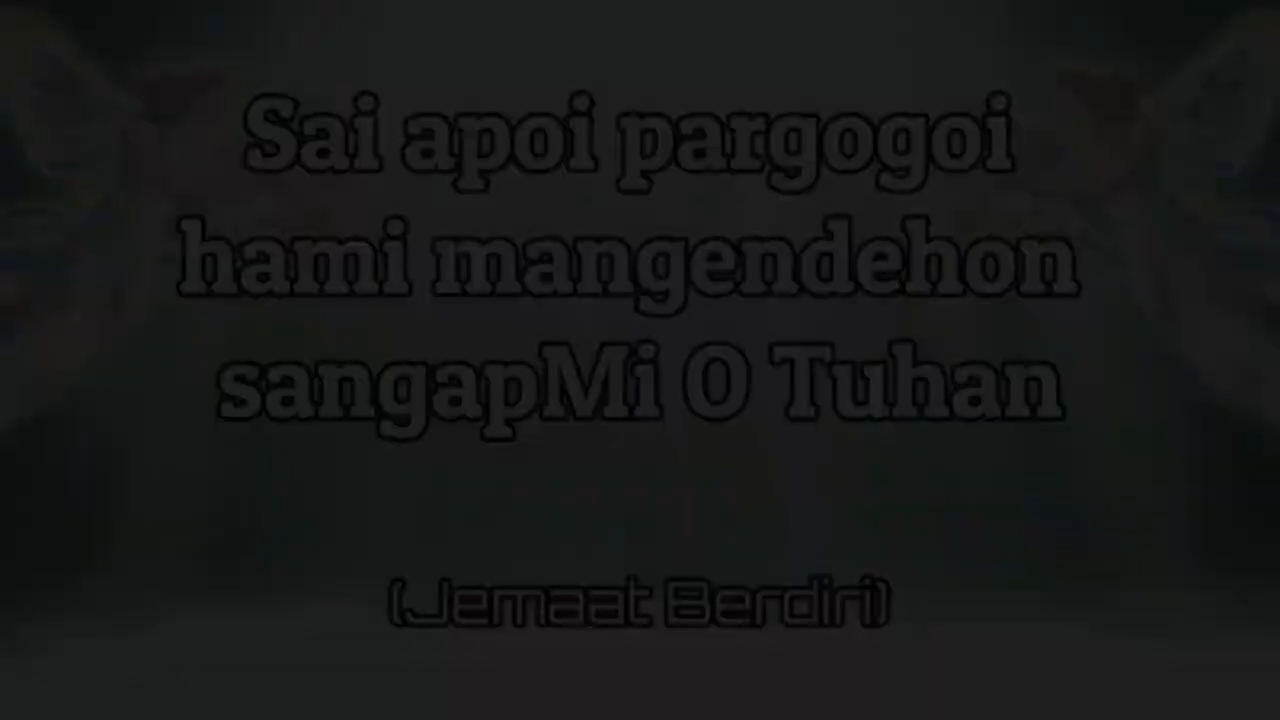 Sai apoi pargogoi
hami mangendehon
sangapMi O Tuhan
(Jemaat Berdiri)